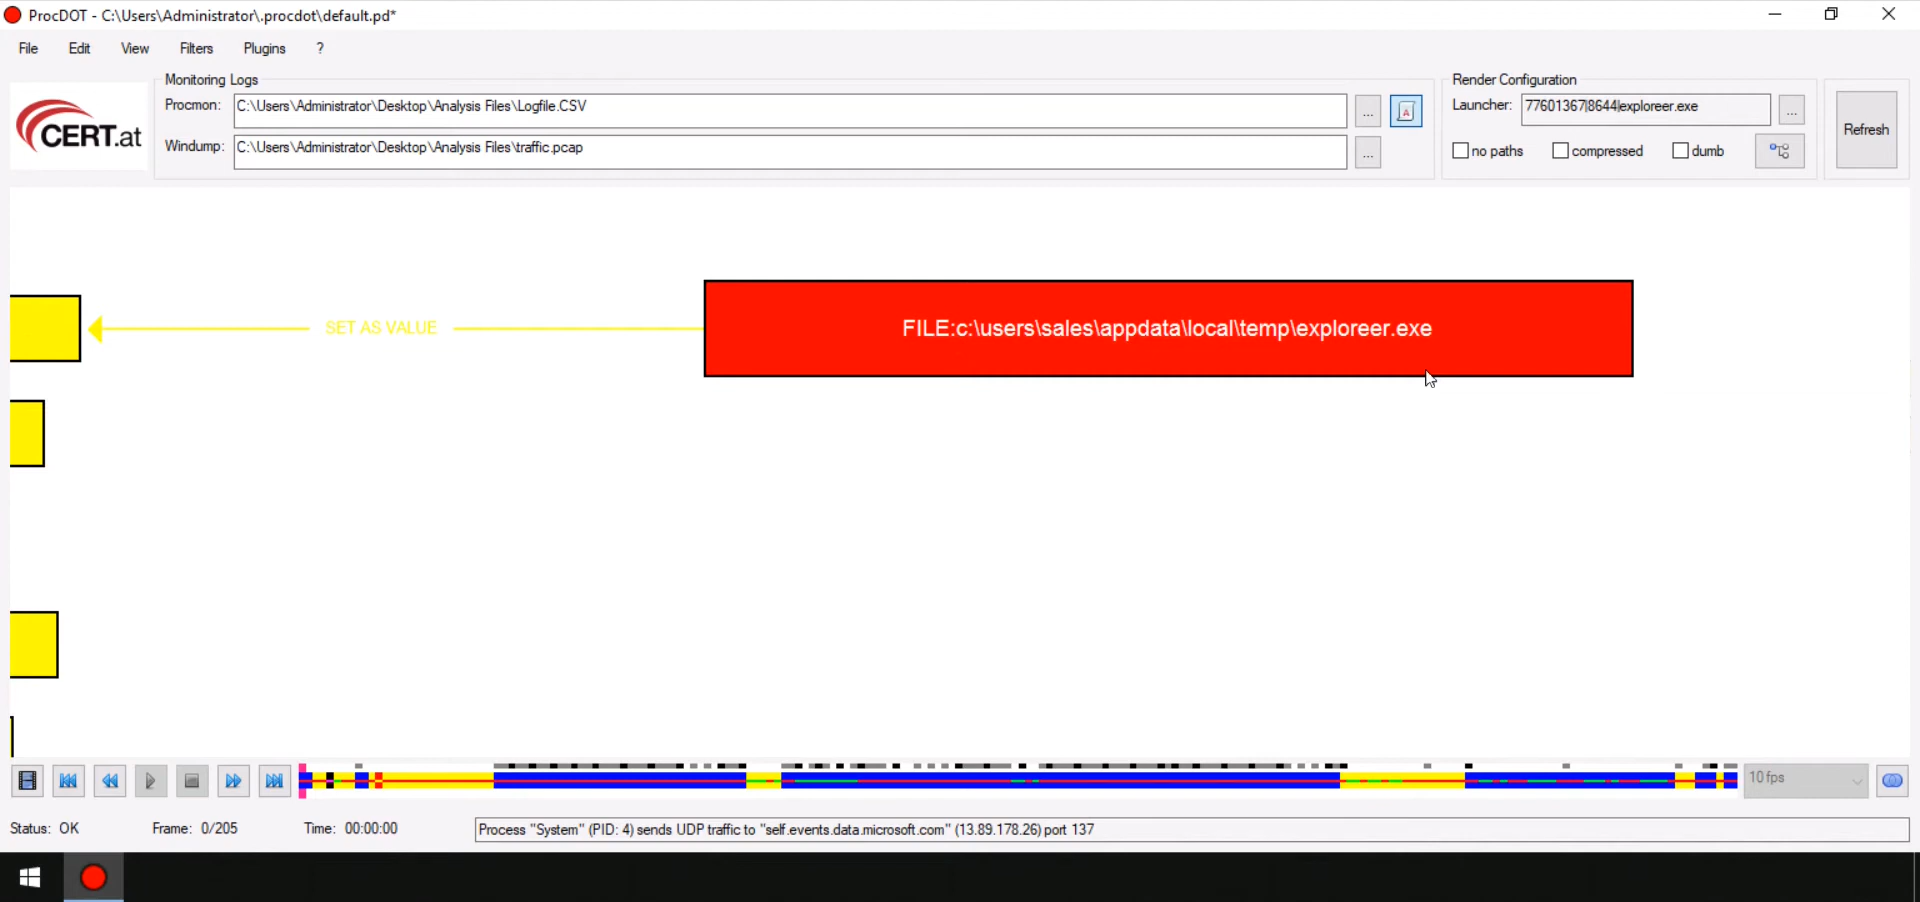 ProcDOT - C:\Users\Administrator\.procdot\default.pd*
File Edit View Filters Plugins ?
Monitoring Logs
Procmon: C:\Users\Administrator\Desktop\Analysis Files\Logfile.CSV ...
Windump: C:\Users\Administrator\Desktop\Analysis Files\traffic.pcap ...
CERT.at
Render Configuration
Launcher: 77601367|8644|exploreer.exe ...
no paths compressed dumb
Refresh
SET AS VALUE
FILE:c:\users\sales\appdata\local\temp\exploreer.exe
10 fps
Status: OK Frame: 0/205 Time: 00:00:00 Process "System" (PID: 4) sends UDP traffic to "self.events.data.microsoft.com" (13.89.178.26) port 137